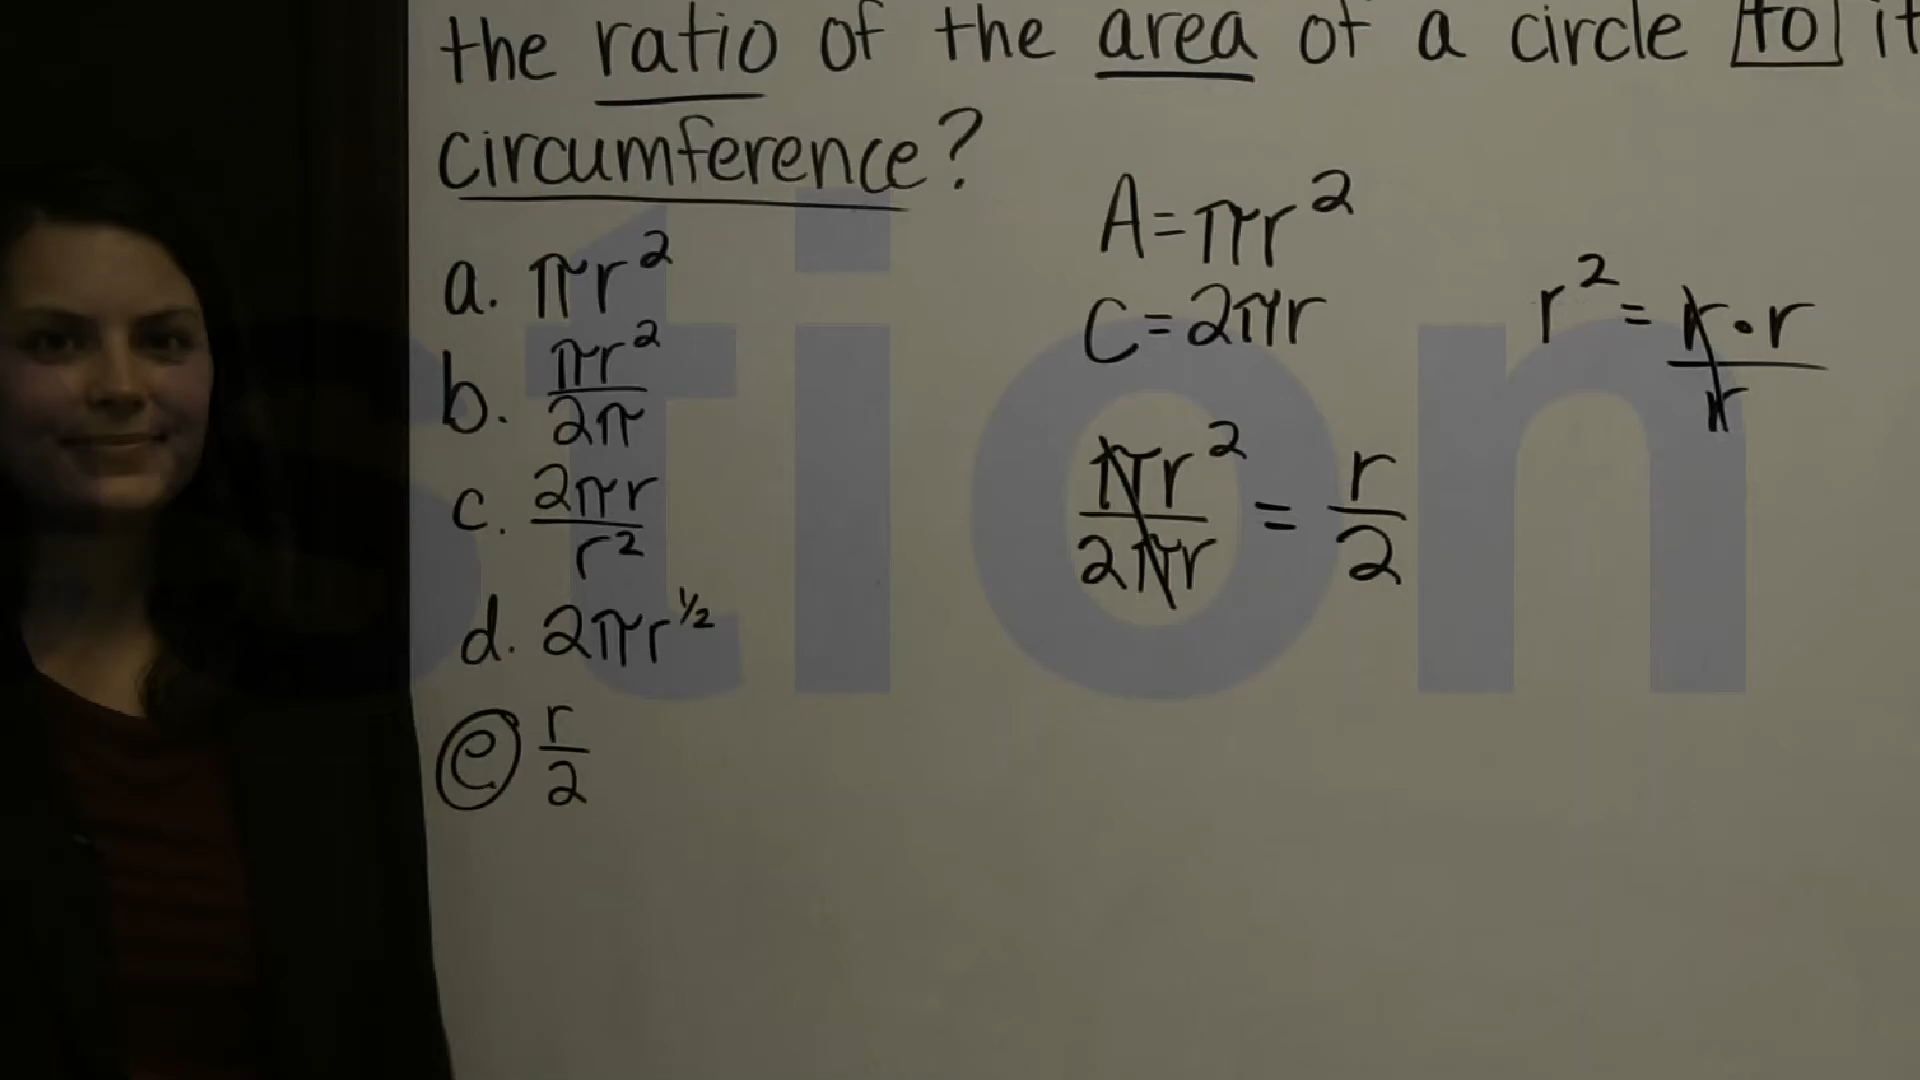 the ratio of the area of a circle to it
circumference?
A=πr²
C=2πr
r² = r·r
r
a. πr²
b. πr²
2π
c. 2πr
r²
d. 2πr^1/2
e r
2
πr² = r
2πr 2
stion